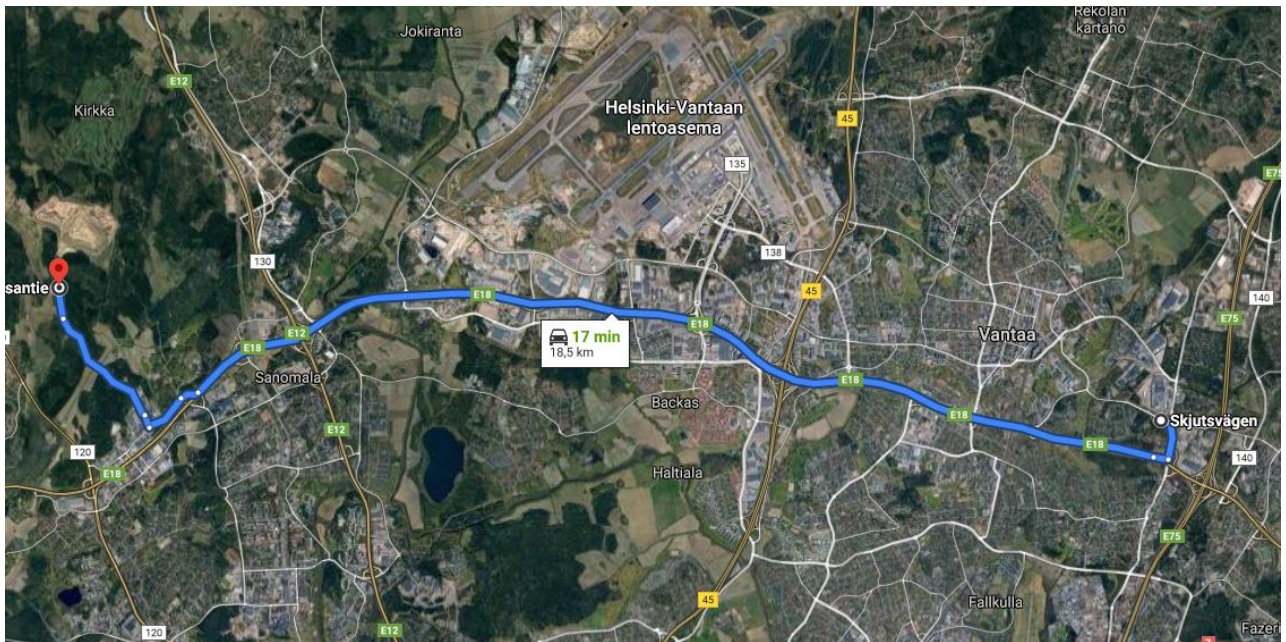 Rekolan
kartano
Jokiranta
E12
Kirkka
Helsinki-Vantaan
lentoasema
45
135
E75
138
130
santie
45
140
E18
E18
E12
E18
E75
17 min
18,5 km
Vantaa
E18
Sanomala
E18
Backas
E18
Skjutsvägen
E12
E18
120
E18
Haltiala
140
140
E75
45
Fallkulla
120
E12
Fazer